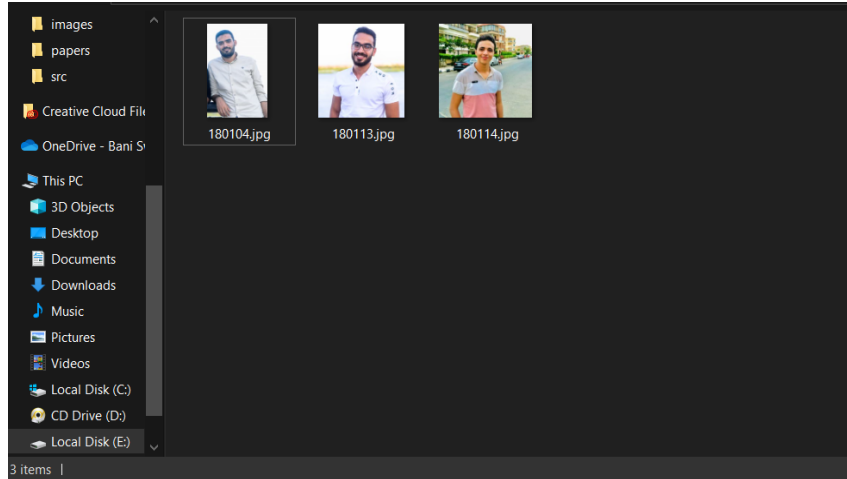 images
papers
src
Creative Cloud File
OneDrive - Bani S
This PC
3D Objects
Desktop
Documents
Downloads
Music
Pictures
Videos
Local Disk (C:)
CD Drive (D:)
Local Disk (E:)
180104.jpg
180113.jpg
180114.jpg
3 items